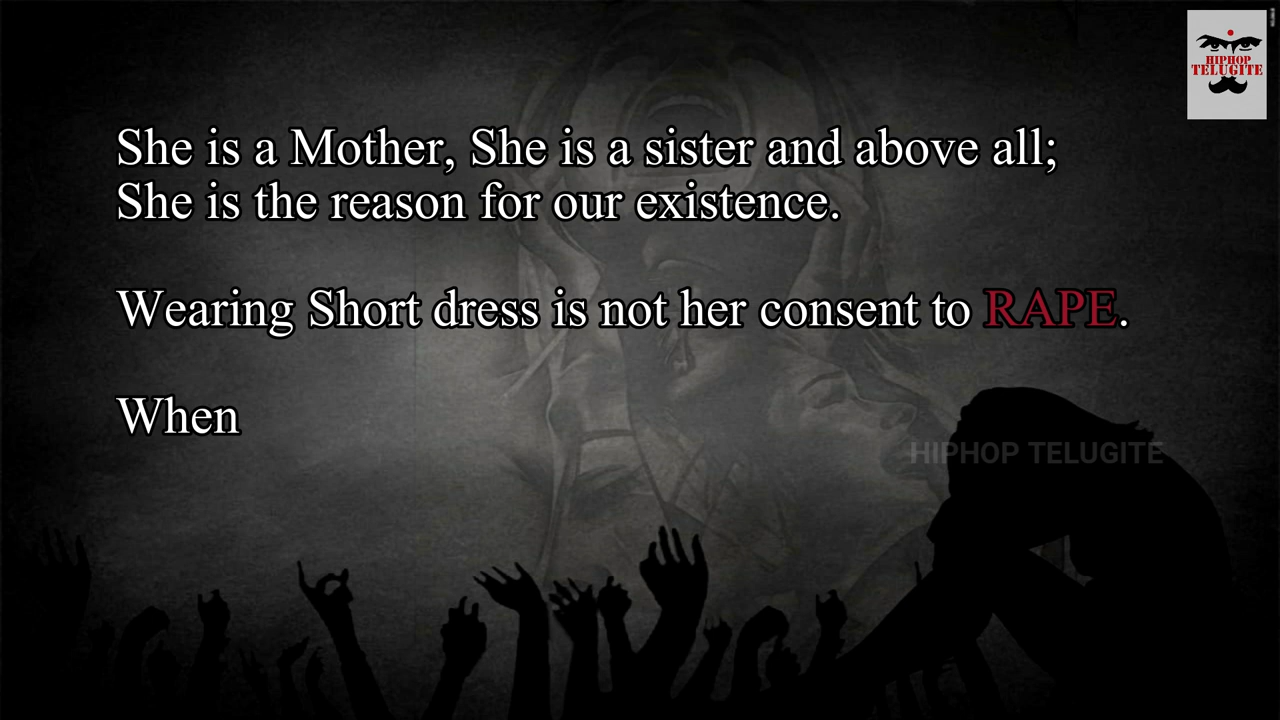 HIPHOP
TELUGITE
She is a Mother, She is a sister and above all;
She is the reason for our existence.
Wearing Short dress is not her consent to RAPE.
When
HIPHOP TELUGITE